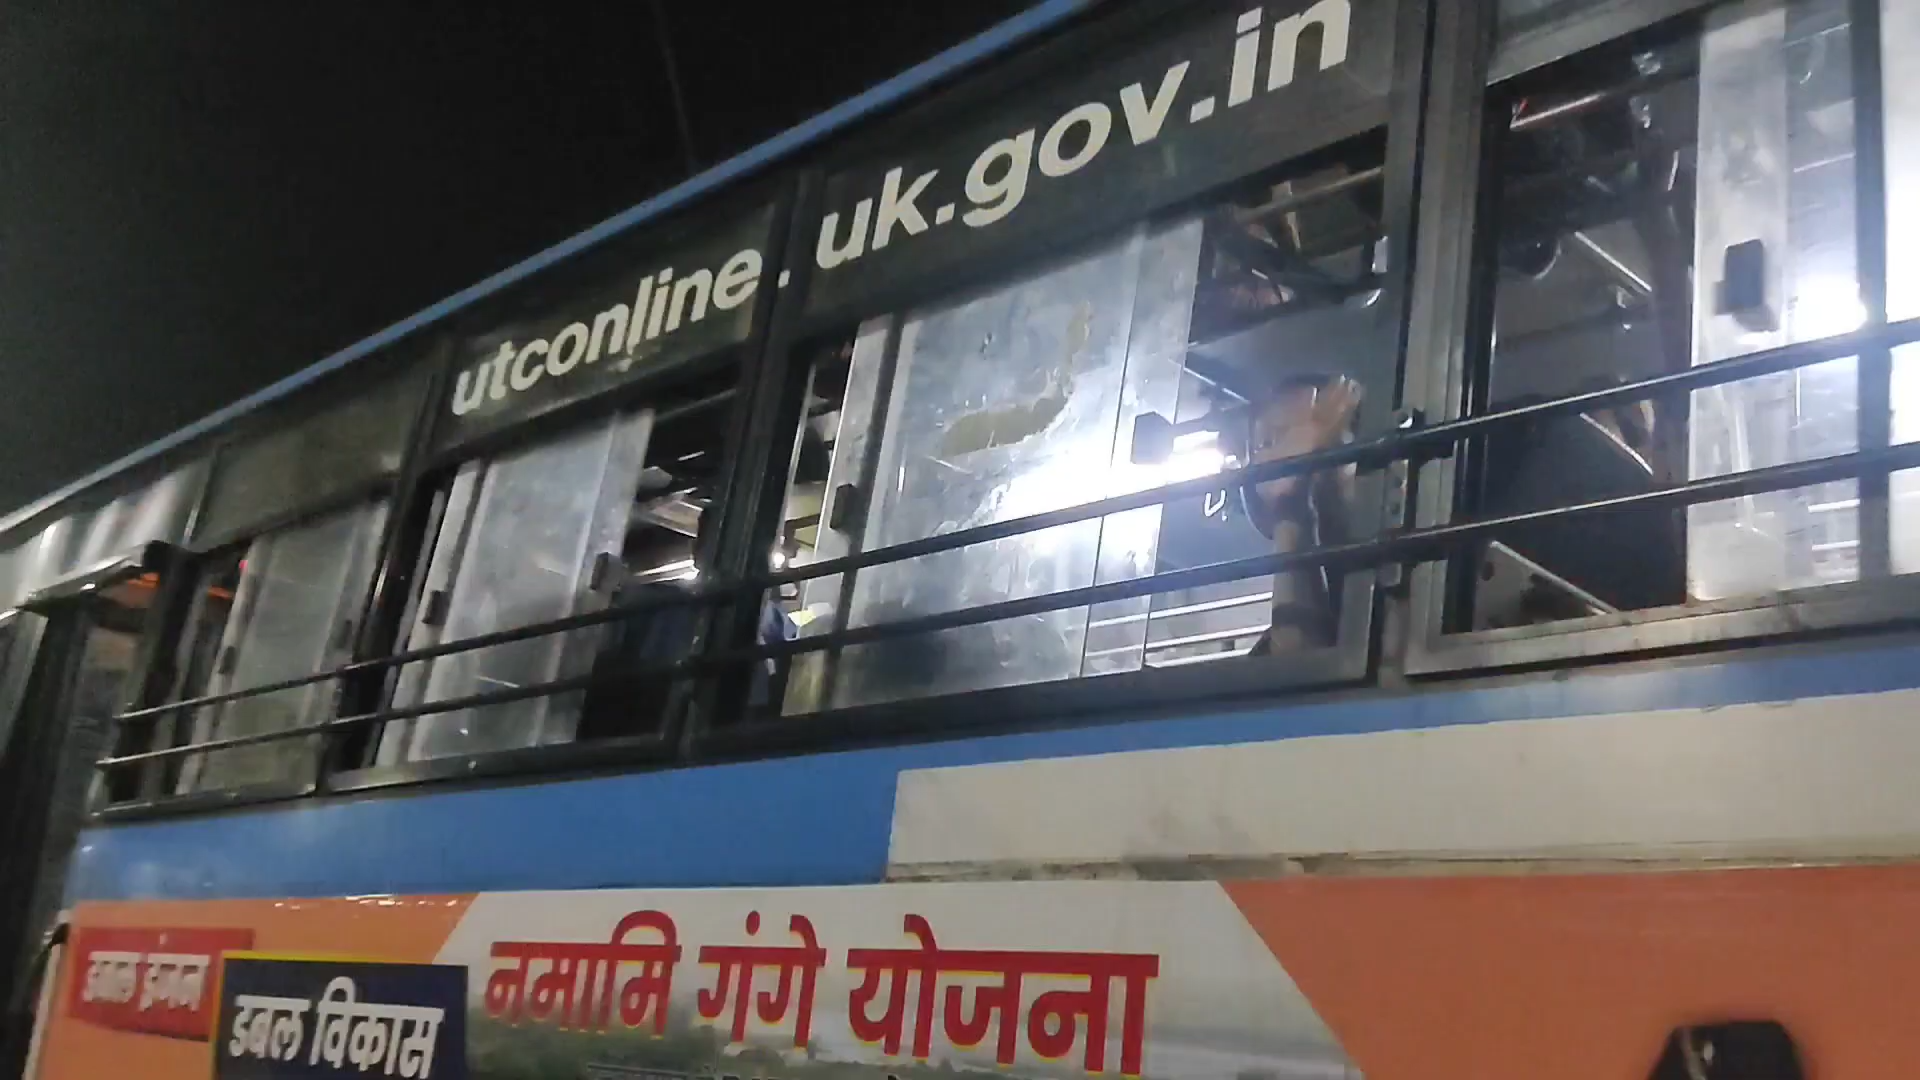 utconline.uk.gov.in
नमामि गंगे योजना
डबल इंजन
डबल विकास